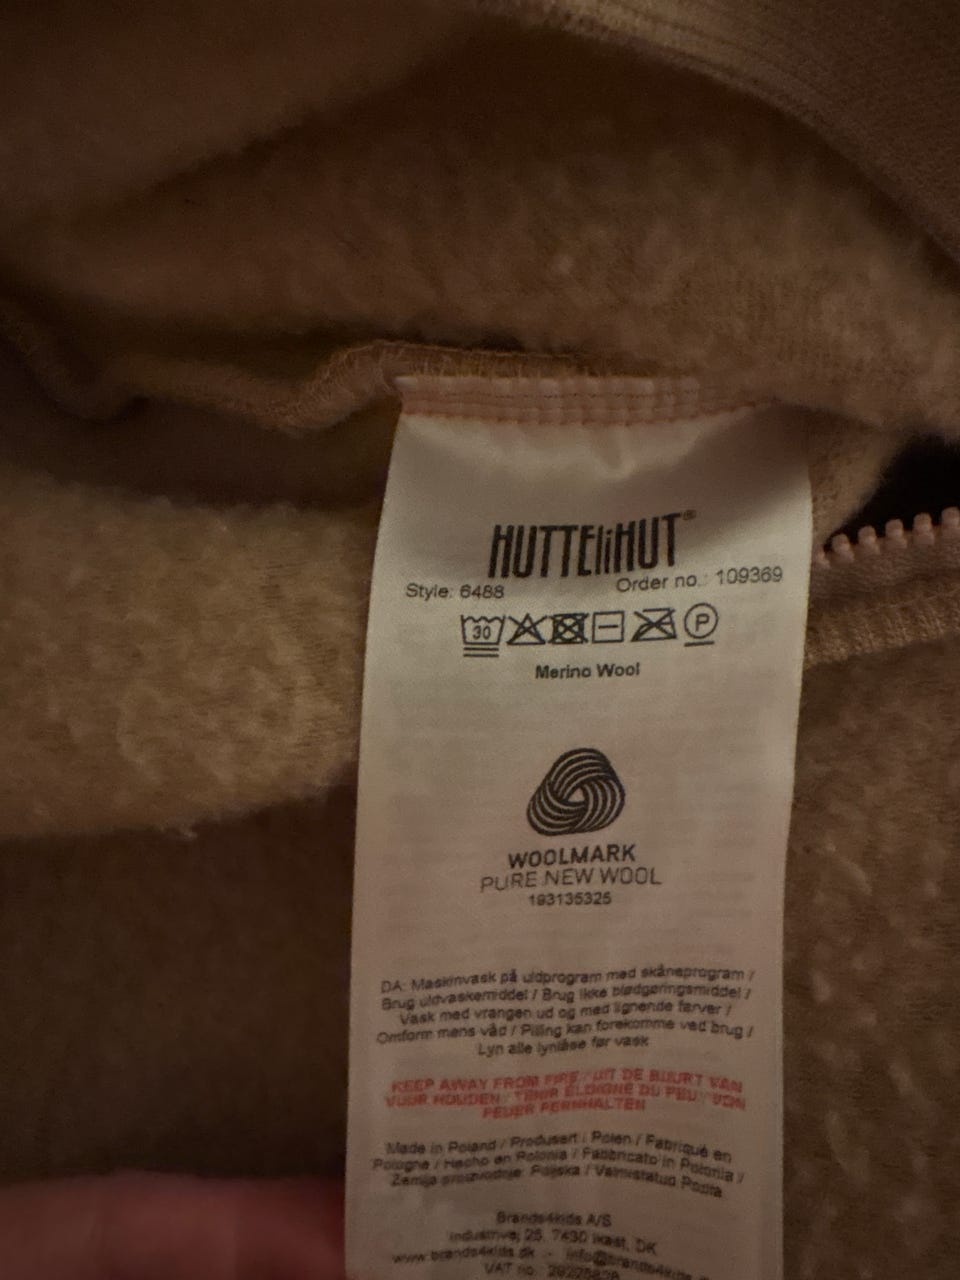 HUTTEliHUT®
Style: 6488 Order no.: 109369
30 P
Merino Wool
WOOLMARK
PURE NEW WOOL
193135325
DA: Maskinvask på uldprogram med skåneprogram /
Brug uldvaskemiddel / Brug ikke blødgøringsmiddel /
Vask med vrangen ud og med lignende farver /
Omform mens våd / Pilling kan forekomme ved brug /
Lyn alle lynlåse før vask
KEEP AWAY FROM FIRE / UIT DE BUURT VAN
VUUR HOUDEN / TENIR ÉLOIGNÉ DU FEU / VON
FEUER FERNHALTEN
Made in Poland / Produsert i Polen / Fabriqué en
Pologne / Hecho en Polonia / Fabbricato in Polonia /
Zemlja proizvodnje: Poljska /
Brands4kids A/S
Industrivej 25, 7430 Ikast, DK
www.brands4kids.dk - info@brands4kids
VAT no.